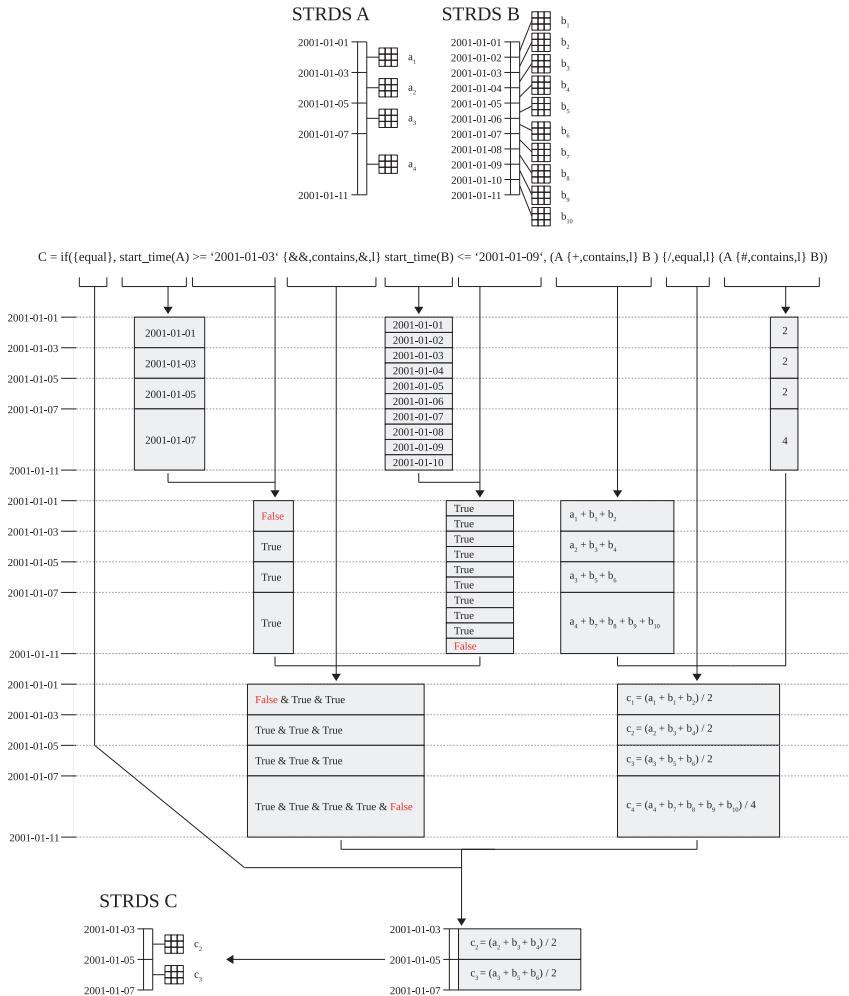 STRDS A STRDS B
2001-01-01
2001-01-03
2001-01-05
2001-01-07
2001-01-11
a1
a2
a3
a4
2001-01-01
2001-01-02
2001-01-03
2001-01-04
2001-01-05
2001-01-06
2001-01-07
2001-01-08
2001-01-09
2001-01-10
2001-01-11
b1
b2
b3
b4
b5
b6
b7
b8
b9
b10
C = if({equal}, start_time(A) >= ‘2001-01-03‘ {&&,contains,&,l} start_time(B) <= ‘2001-01-09‘, (A {+,contains,l} B ) {/,equal,l} (A {#,contains,l} B))
2001-01-01
2001-01-03
2001-01-05
2001-01-07
2001-01-11
2001-01-01
2001-01-03
2001-01-05
2001-01-07
2001-01-01
2001-01-02
2001-01-03
2001-01-04
2001-01-05
2001-01-06
2001-01-07
2001-01-08
2001-01-09
2001-01-10
2
2
2
4
2001-01-01
2001-01-03
2001-01-05
2001-01-07
2001-01-11
False
True
True
True
True
True
True
True
True
True
True
True
True
False
a1 + b1 + b2
a2 + b3 + b4
a3 + b5 + b6
a4 + b7 + b8 + b9 + b10
2001-01-01
2001-01-03
2001-01-05
2001-01-07
2001-01-11
False & True & True
True & True & True
True & True & True
True & True & True & True & False
c1 = (a1 + b1 + b2) / 2
c2 = (a2 + b3 + b4) / 2
c3 = (a3 + b5 + b6) / 2
c4 = (a4 + b7 + b8 + b9 + b10) / 4
STRDS C
2001-01-03
2001-01-05
2001-01-07
c2
c3
2001-01-03
2001-01-05
2001-01-07
c2 = (a2 + b3 + b4) / 2
c3 = (a3 + b5 + b6) / 2